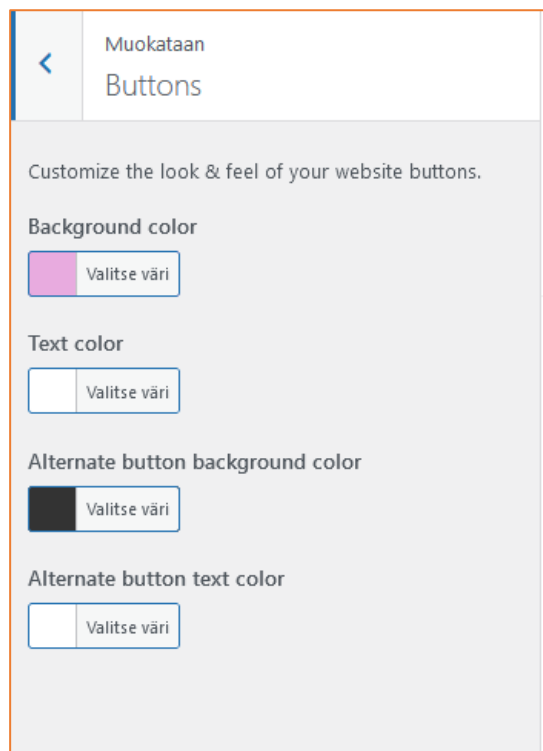 Muokataan
Buttons
Customize the look & feel of your website buttons.
Background color
Valitse väri
Text color
Valitse väri
Alternate button background color
Valitse väri
Alternate button text color
Valitse väri